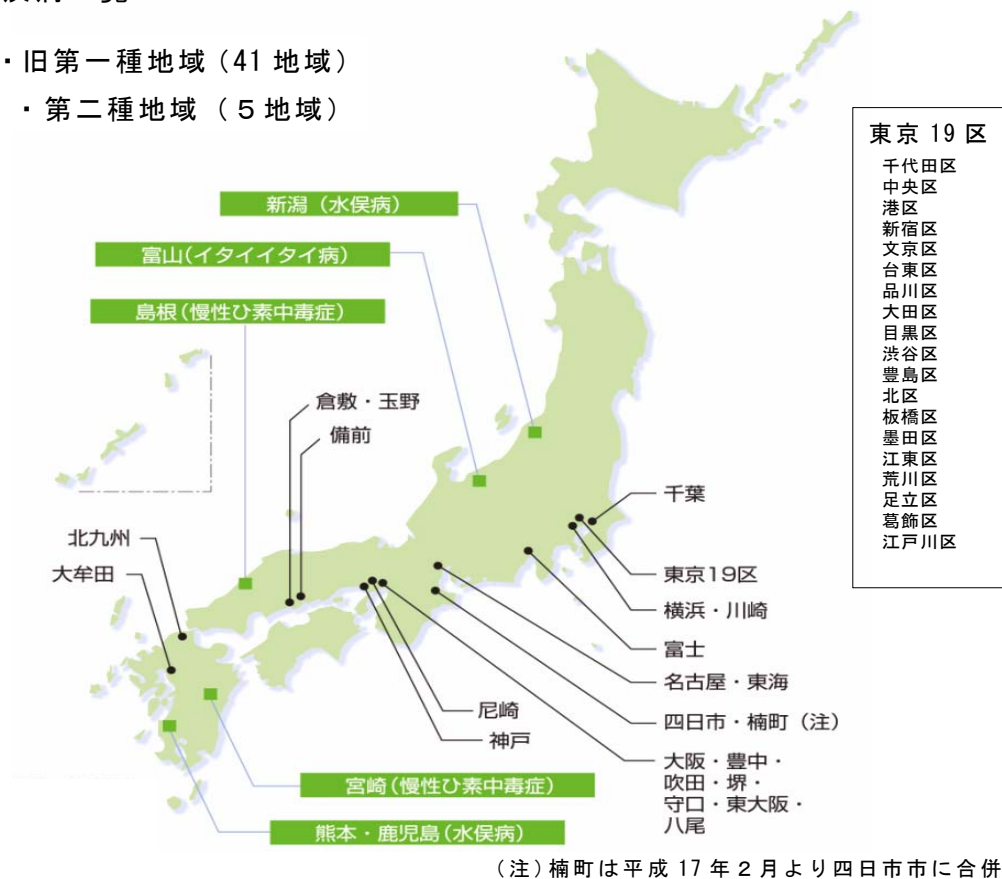 ・旧第一種地域（41 地域）
・第二種地域（５地域）
新潟（水俣病）
富山（イタイイタイ病）
島根（慢性ひ素中毒症）
倉敷・玉野
備前
北九州
大牟田
千葉
東京19区
横浜・川崎
富士
名古屋・東海
四日市・楠町（注）
大阪・豊中・
吹田・堺・
守口・東大阪・
八尾
尼崎
神戸
宮崎（慢性ひ素中毒症）
熊本・鹿児島（水俣病）
東京 19 区
千代田区
中央区
港区
新宿区
文京区
台東区
品川区
大田区
目黒区
渋谷区
豊島区
北区
板橋区
墨田区
江東区
荒川区
足立区
葛飾区
江戸川区
（注）楠町は平成 17 年２月より四日市市に合併